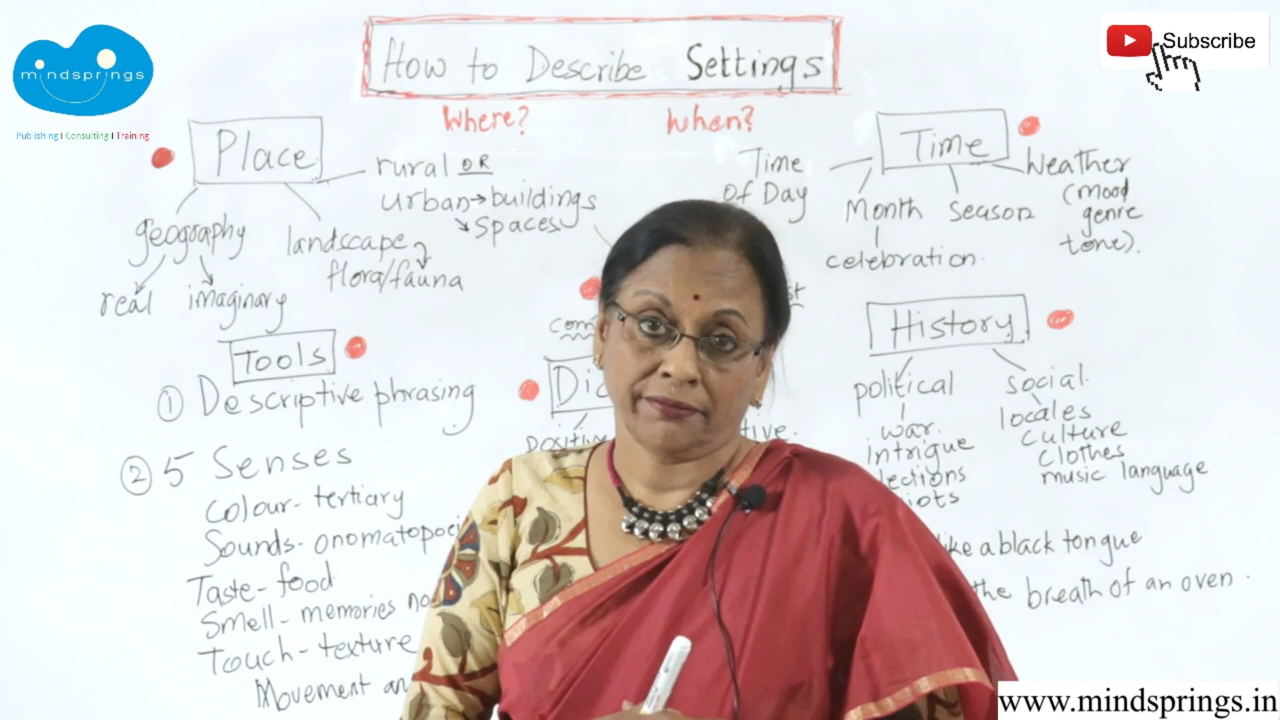 mindsprings
Publishing I Consulting I Training
Subscribe
How to Describe Settings
Where? When?
Place
rural OR
urban→buildings
↘spaces
geography
landscape
flora/fauna
real imaginary
Time
Time
Of Day
Month
celebration
season
Weather
(mood
genre
tone).
Tools
① Descriptive phrasing
② 5 Senses
Colour-tertiary
Sounds-
Taste-food
Smell-memories
Touch-texture
Movement
History
political
war
intrigue
social.
locales
culture
clothes
music language
a black tongue
the breath of an oven.
www.mindsprings.in